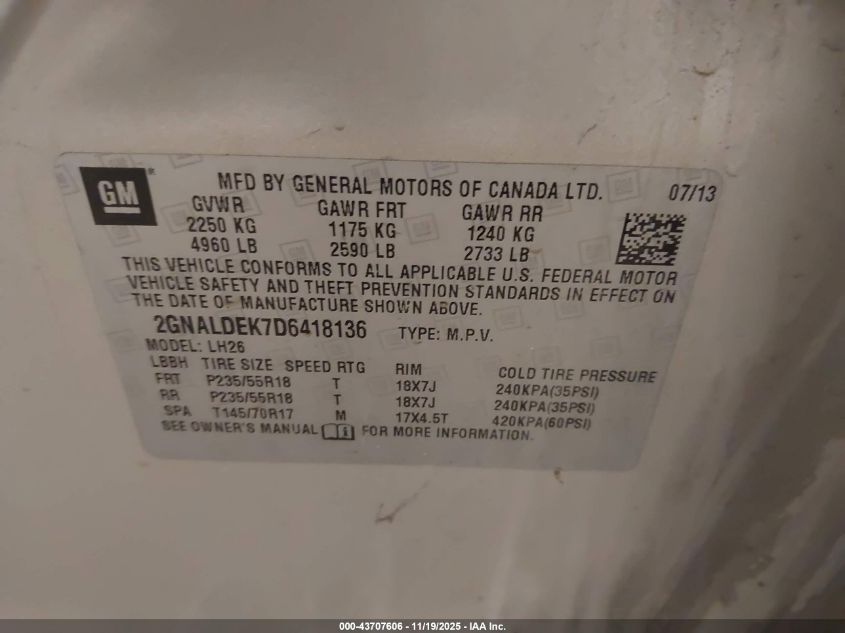 GM®
MFD BY GENERAL MOTORS OF CANADA LTD. 07/13
GVWR GAWR FRT GAWR RR
2250 KG 1175 KG 1240 KG
4960 LB 2590 LB 2733 LB
THIS VEHICLE CONFORMS TO ALL APPLICABLE U.S. FEDERAL MOTOR
VEHICLE SAFETY AND THEFT PREVENTION STANDARDS IN EFFECT ON
THE DATE OF MANUFACTURE SHOWN ABOVE.
2GNALDEK7D6418136 TYPE: M.P.V.
MODEL: LH26
LBBH TIRE SIZE SPEED RTG RIM COLD TIRE PRESSURE
FRT P235/55R18 T 18X7J 240KPA(35PSI)
RR P235/55R18 T 18X7J 240KPA(35PSI)
SPA T145/70R17 M 17X4.5T 420KPA(60PSI)
SEE OWNER'S MANUAL FOR MORE INFORMATION.
000-43707606 - 11/19/2025 - IAA Inc.